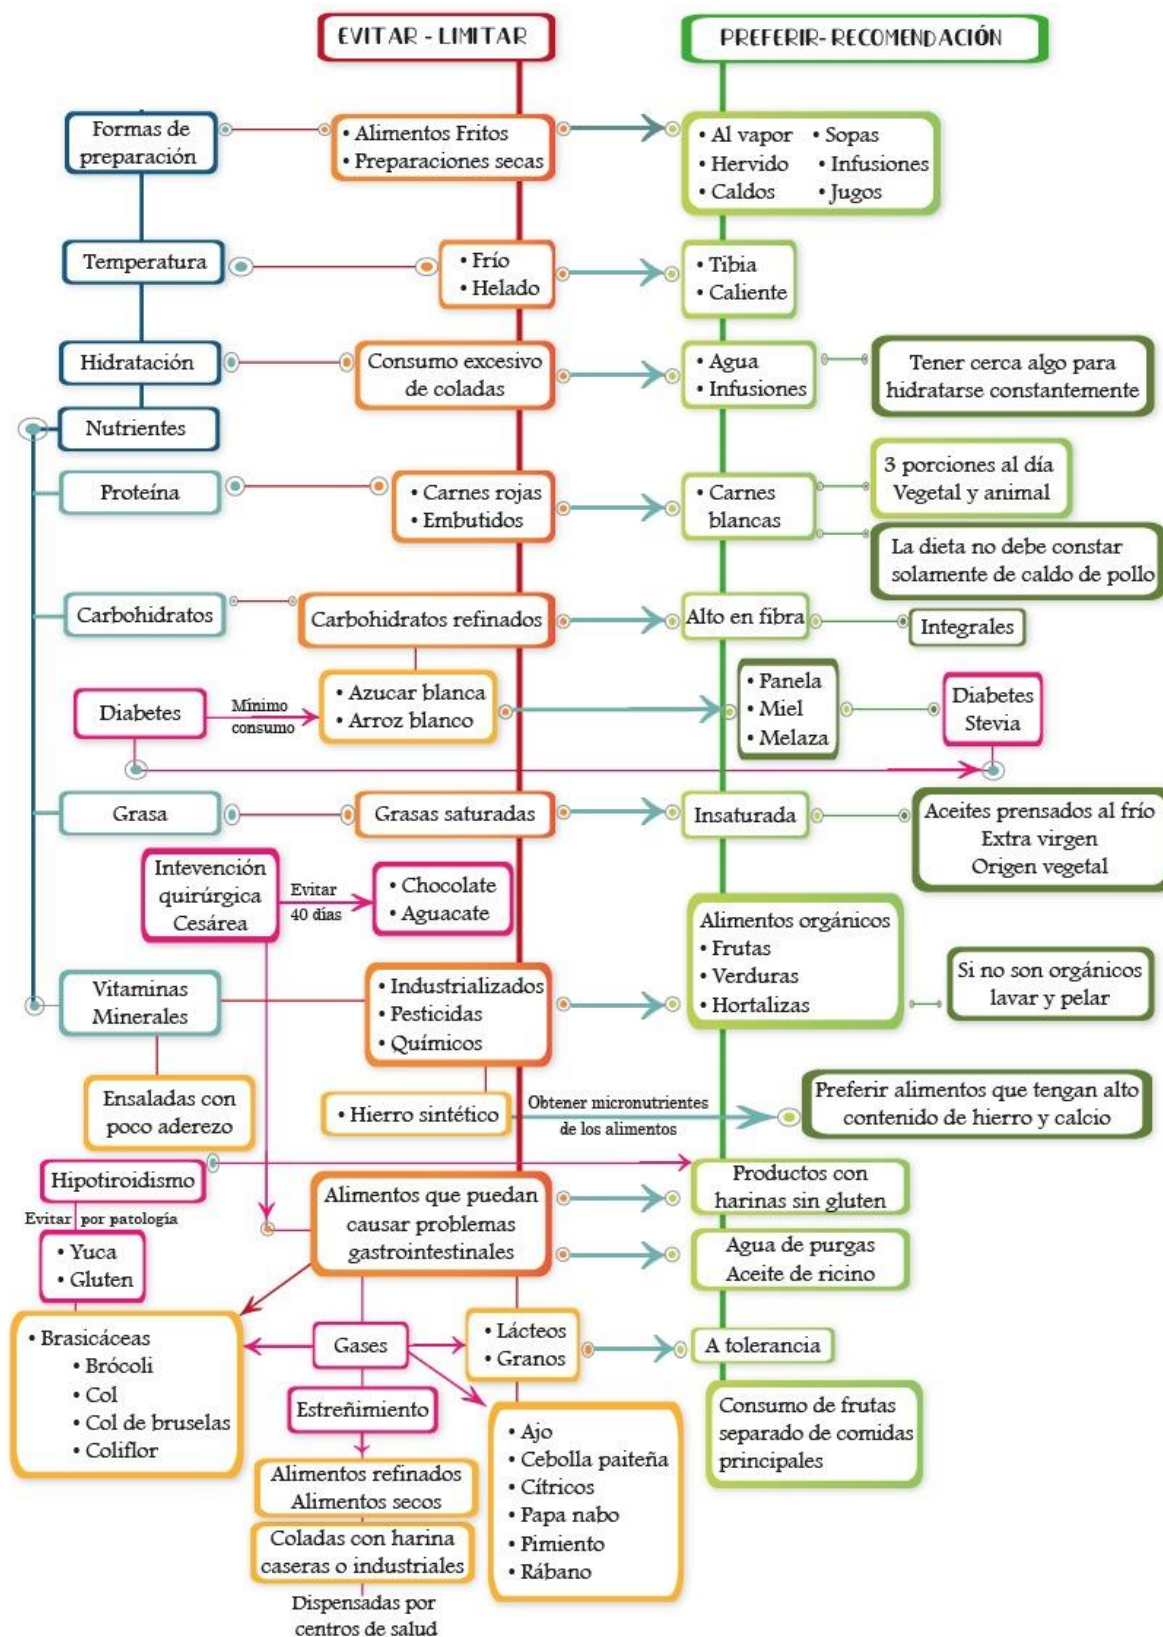 EVITAR - LIMITAR
PREFERIR- RECOMENDACIÓN
Formas de
preparación
• Alimentos Fritos
• Preparaciones secas
• Al vapor
• Hervido
• Caldos
• Sopas
• Infusiones
• Jugos
Temperatura
• Frío
• Helado
• Tibia
• Caliente
Hidratación
Consumo excesivo
de coladas
• Agua
• Infusiones
Tener cerca algo para
hidratarse constantemente
Nutrientes
Proteína
• Carnes rojas
• Embutidos
• Carnes
blancas
3 porciones al día
Vegetal y animal
La dieta no debe constar
solamente de caldo de pollo
Carbohidratos
Carbohidratos refinados
Alto en fibra
Integrales
Diabetes
Mínimo
consumo
• Azucar blanca
• Arroz blanco
• Panela
• Miel
• Melaza
Diabetes
Stevia
Grasa
Grasas saturadas
Insaturada
Aceites prensados al frío
Extra virgen
Origen vegetal
Intevención
quirúrgica
Cesárea
Evitar
40 días
• Chocolate
• Aguacate
Vitaminas
Minerales
• Industrializados
• Pesticidas
• Químicos
Alimentos orgánicos
• Frutas
• Verduras
• Hortalizas
Si no son orgánicos
lavar y pelar
Ensaladas con
poco aderezo
• Hierro sintético
Obtener micronutrientes
de los alimentos
Preferir alimentos que tengan alto
contenido de hierro y calcio
Hipotiroidismo
Evitar por patología
• Yuca
• Gluten
Alimentos que puedan
causar problemas
gastrointestinales
Productos con
harinas sin gluten
Agua de purgas
Aceite de ricino
• Brasicáceas
• Brócoli
• Col
• Col de bruselas
• Coliflor
Gases
• Lácteos
• Granos
A tolerancia
Estreñimiento
Consumo de frutas
separado de comidas
principales
• Ajo
• Cebolla paiteña
• Cítricos
• Papa nabo
• Pimiento
• Rábano
Alimentos refinados
Alimentos secos
Coladas con harina
caseras o industriales
Dispensadas por
centros de salud